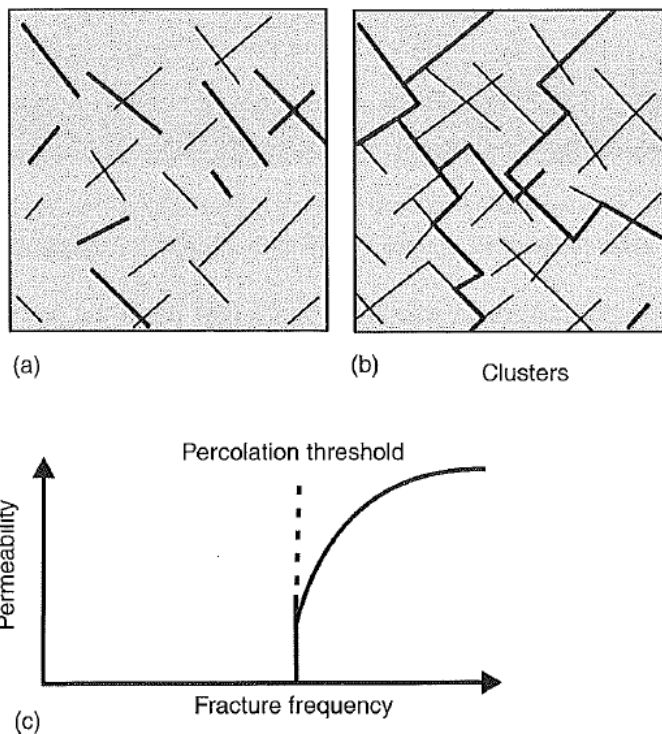 (a)
(b)
Clusters
Percolation threshold
Permeability
Fracture frequency
(c)